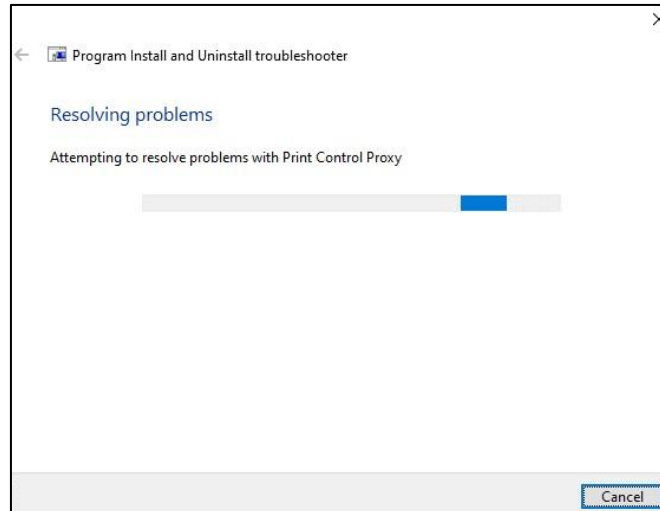 Program Install and Uninstall troubleshooter
Resolving problems
Attempting to resolve problems with Print Control Proxy
Cancel